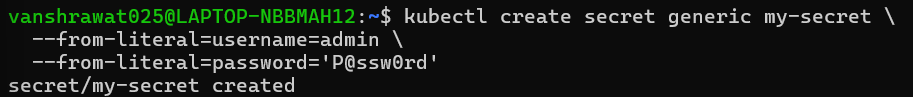 vanshrawat025@LAPTOP-NBBMAH12:~$ kubectl create secret generic my-secret \
  --from-literal=username=admin \
  --from-literal=password='P@ssw0rd'
secret/my-secret created